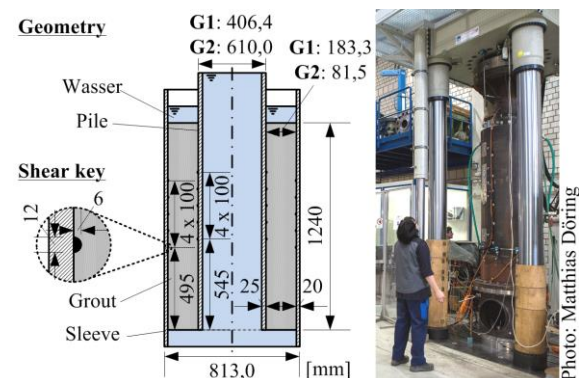 Geometry
G1: 406,4
G2: 610,0
G1: 183,3
G2: 81,5
Wasser
Pile
Shear key
12
6
4 x 100
4 x 100
1240
495
545
25
20
Grout
Sleeve
813,0
[mm]
Photo: Matthias Döring